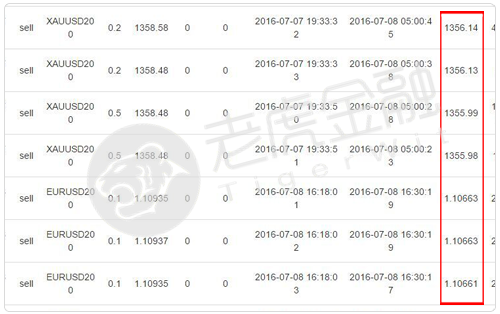 sell XAUUSD200 0.2 1358.58 0 0 2016-07-07 19:33:32 2016-07-08 05:00:45 1356.14
sell XAUUSD200 0.2 1358.48 0 0 2016-07-07 19:33:33 2016-07-08 05:00:38 1356.13
sell XAUUSD200 0.5 1358.48 0 0 2016-07-07 19:33:50 2016-07-08 05:00:28 1355.99
sell XAUUSD200 0.5 1358.48 0 0 2016-07-07 19:33:51 2016-07-08 05:00:23 1355.98
sell EURUSD200 0.1 1.10935 0 0 2016-07-08 16:18:01 2016-07-08 16:30:19 1.10663
sell EURUSD200 0.1 1.10937 0 0 2016-07-08 16:18:02 2016-07-08 16:30:19 1.10663
sell EURUSD200 0.1 1.10935 0 0 2016-07-08 16:18:03 2016-07-08 16:30:17 1.10661
老虎金融
TigerWit